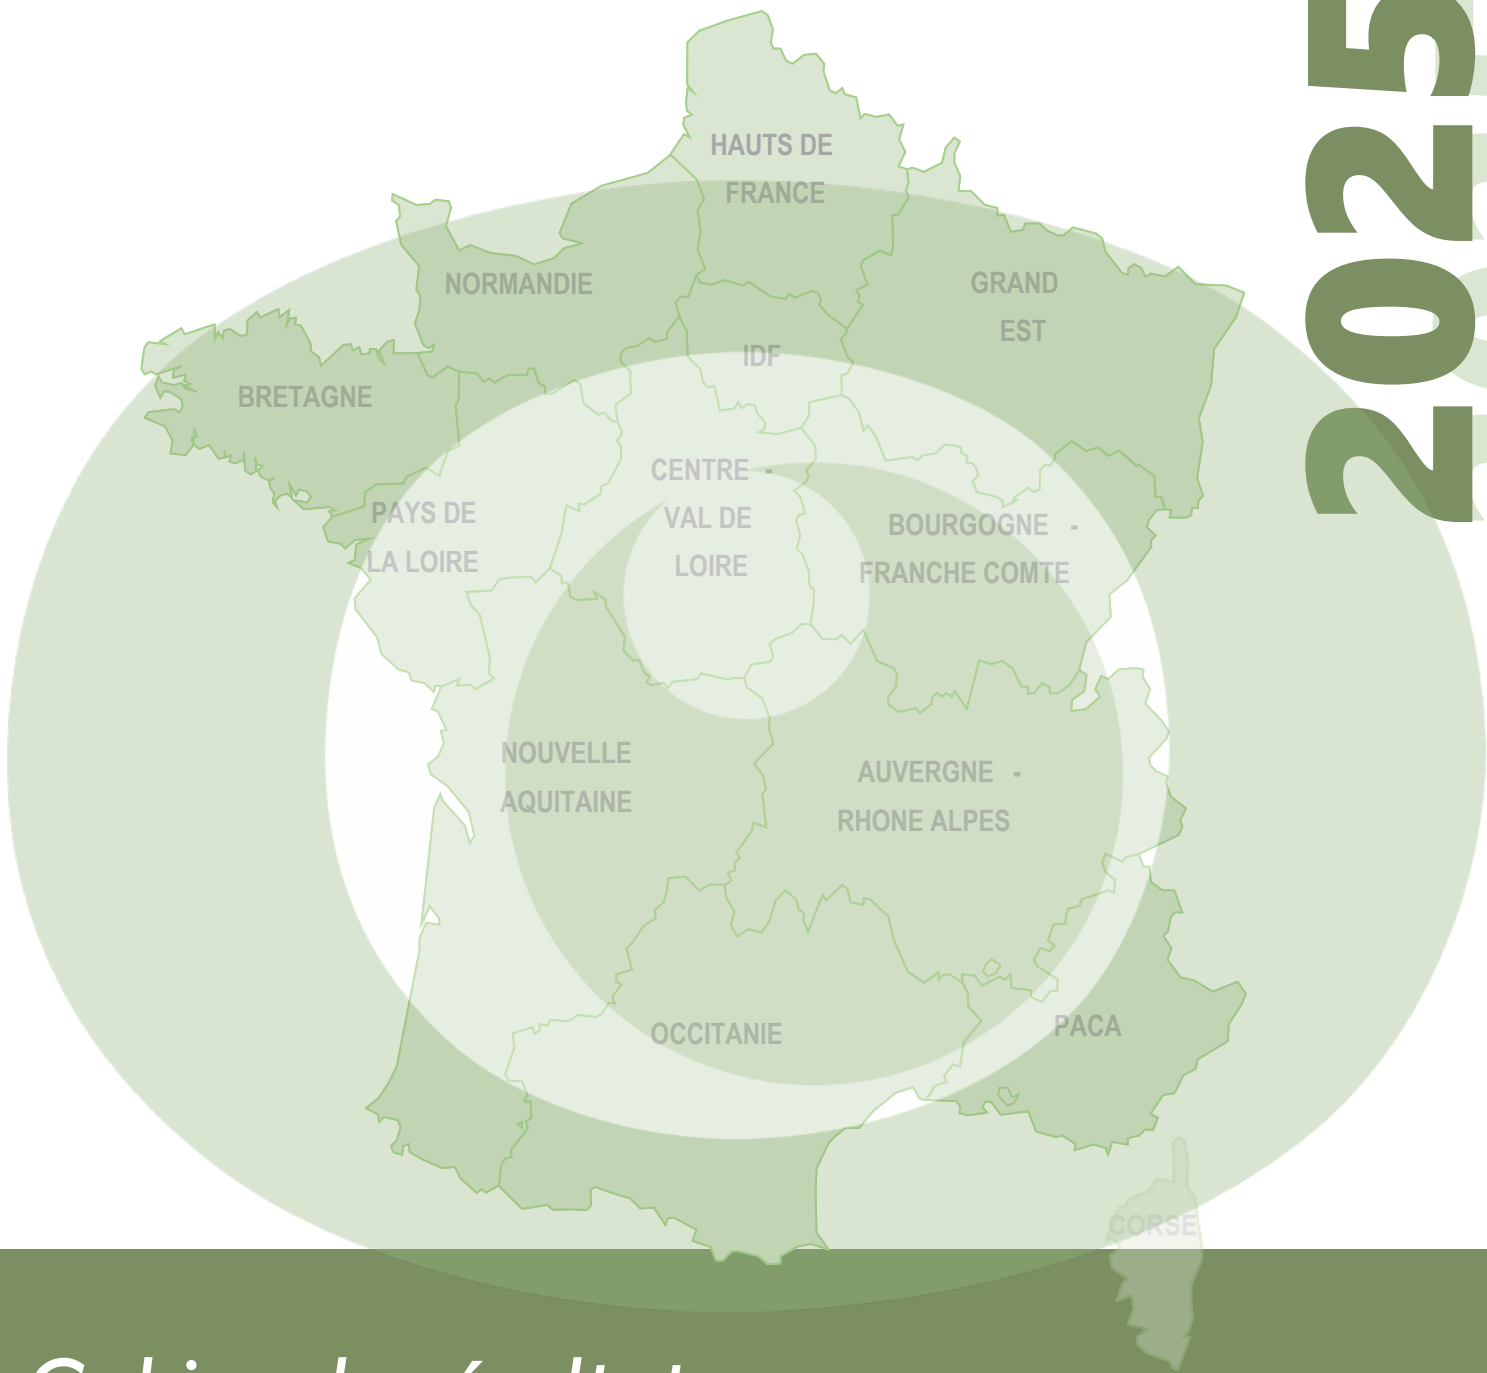 2025
HAUTS DE
FRANCE
NORMANDIE
GRAND
EST
IDF
BRETAGNE
CENTRE -
VAL DE
LOIRE
PAYS DE
LA LOIRE
BOURGOGNE -
FRANCHE COMTE
NOUVELLE
AQUITAINE
AUVERGNE -
RHONE ALPES
OCCITANIE
PACA
CORSE